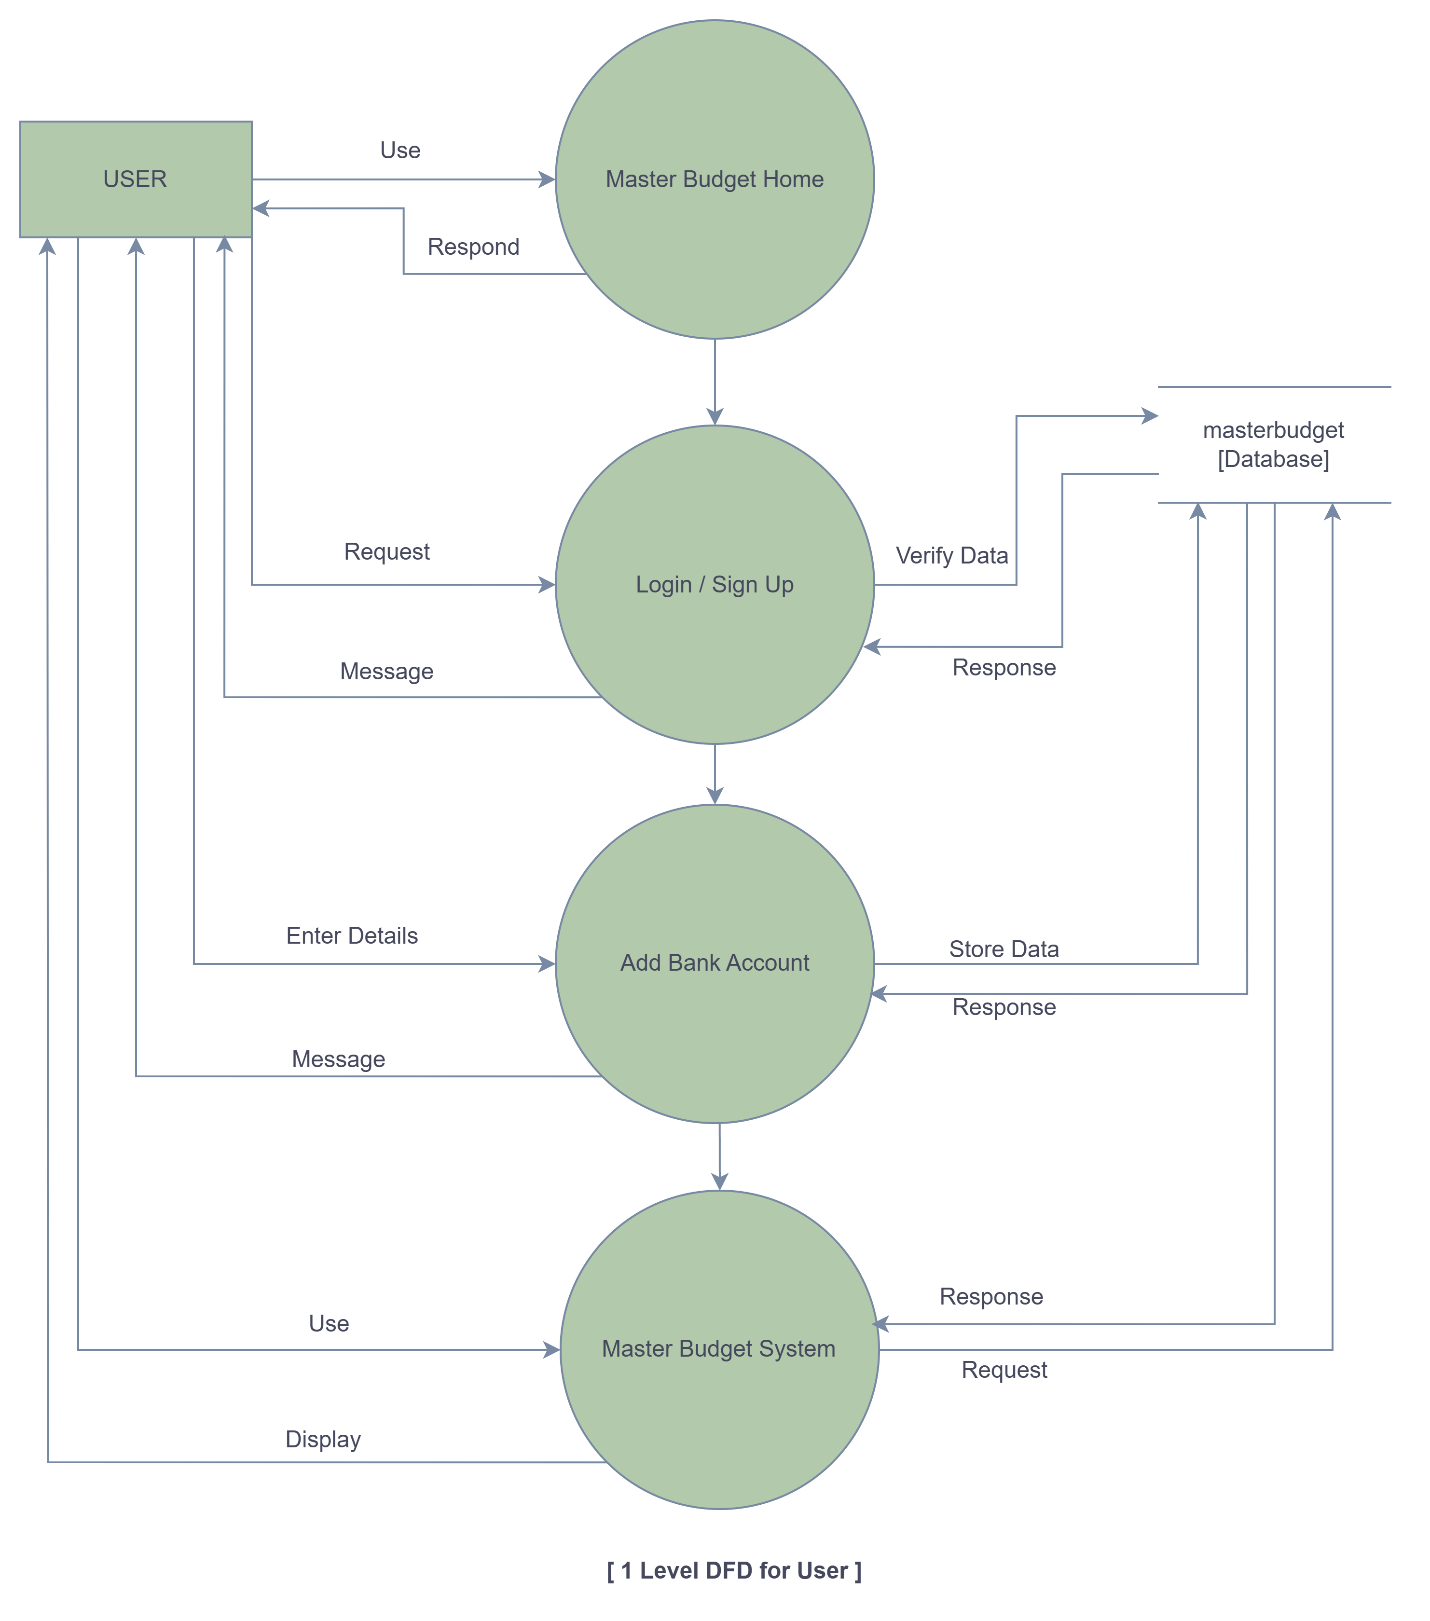 Use
USER
Master Budget Home
Respond
masterbudget
[Database]
Request
Verify Data
Login / Sign Up
Message
Response
Enter Details
Store Data
Add Bank Account
Response
Message
Response
Use
Master Budget System
Request
Display
[ 1 Level DFD for User ]